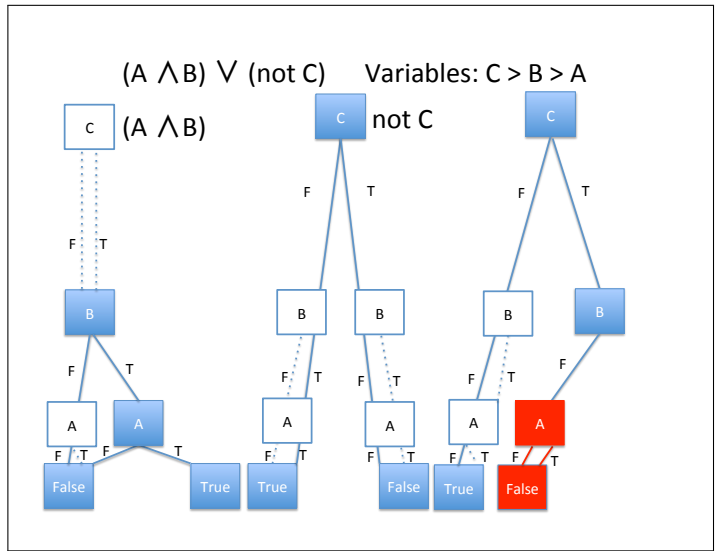 (A ∧ B) ∨ (not C) Variables: C > B > A
C (A ∧ B) C not C C
F T F T
F T
B B B B B
F T F T F T F
F T
A A A A A
F T F T F T F T F T
False True True False True False